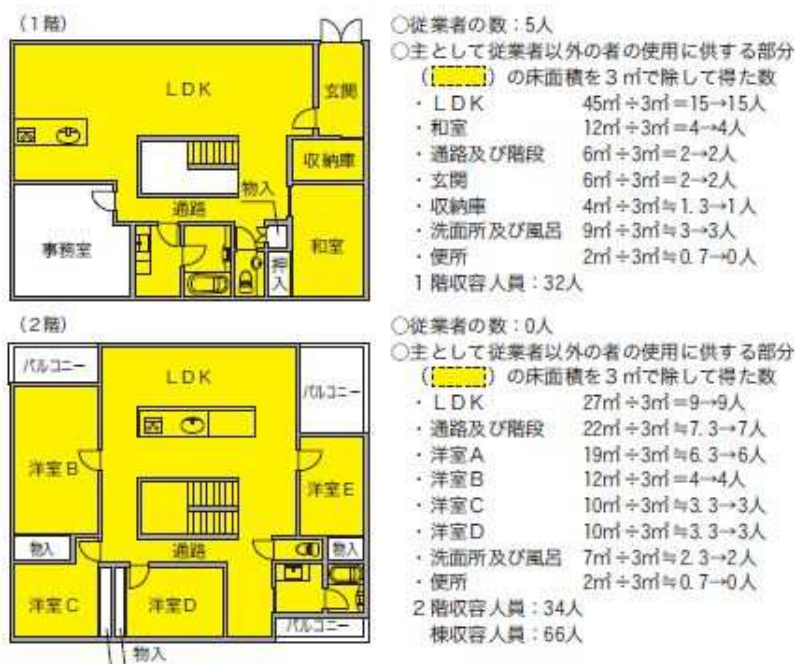 (1階)
LDK
玄関
収納庫
物入
通路
事務室
和室
押入
○従業者の数：5人
○主として従業者以外の者の使用に供する部分
( ) の床面積を3㎡で除して得た数
・LDK 45㎡÷3㎡＝15→15人
・和室 12㎡÷3㎡＝4→4人
・通路及び階段 6㎡÷3㎡＝2→2人
・玄関 6㎡÷3㎡＝2→2人
・収納庫 4㎡÷3㎡≒1.3→1人
・洗面所及び風呂 9㎡÷3㎡≒3→3人
・便所 2㎡÷3㎡≒0.7→0人
1階収容人員：32人
(2階)
バルコニー
LDK
バルコニー
洋室B
洋室E
物入
通路
物入
洋室C
洋室D
バルコニー
物入
○従業者の数：0人
○主として従業者以外の者の使用に供する部分
( ) の床面積を3㎡で除して得た数
・LDK 27㎡÷3㎡＝9→9人
・通路及び階段 22㎡÷3㎡≒7.3→7人
・洋室A 19㎡÷3㎡≒6.3→6人
・洋室B 12㎡÷3㎡＝4→4人
・洋室C 10㎡÷3㎡≒3.3→3人
・洋室D 10㎡÷3㎡≒3.3→3人
・洗面所及び風呂 7㎡÷3㎡≒2.3→2人
・便所 2㎡÷3㎡≒0.7→0人
2階収容人員：34人
棟収容人員：66人